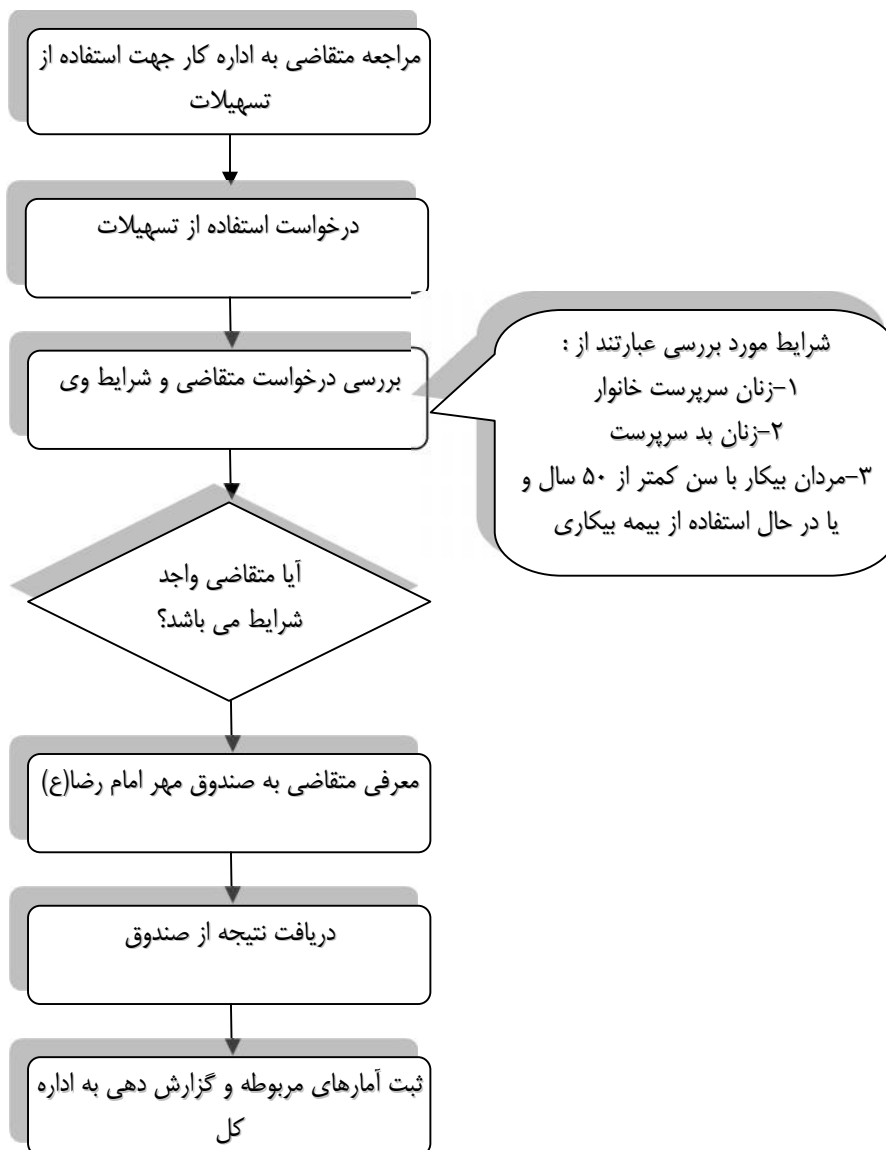 مراجعه متقاضی به اداره کار جهت استفاده از
تسهیلات
درخواست استفاده از تسهیلات
بررسی درخواست متقاضی و شرایط وی
شرایط مورد بررسی عبارتند از :
۱-زنان سرپرست خانوار
۲-زنان بد سرپرست
۳-مردان بیکار با سن کمتر از ۵۰ سال و
یا در حال استفاده از بیمه بیکاری
آیا متقاضی واجد
شرایط می باشد؟
معرفی متقاضی به صندوق مهر امام رضا(ع)
دریافت نتیجه از صندوق
ثبت آمارهای مربوطه و گزارش دهی به اداره
کل